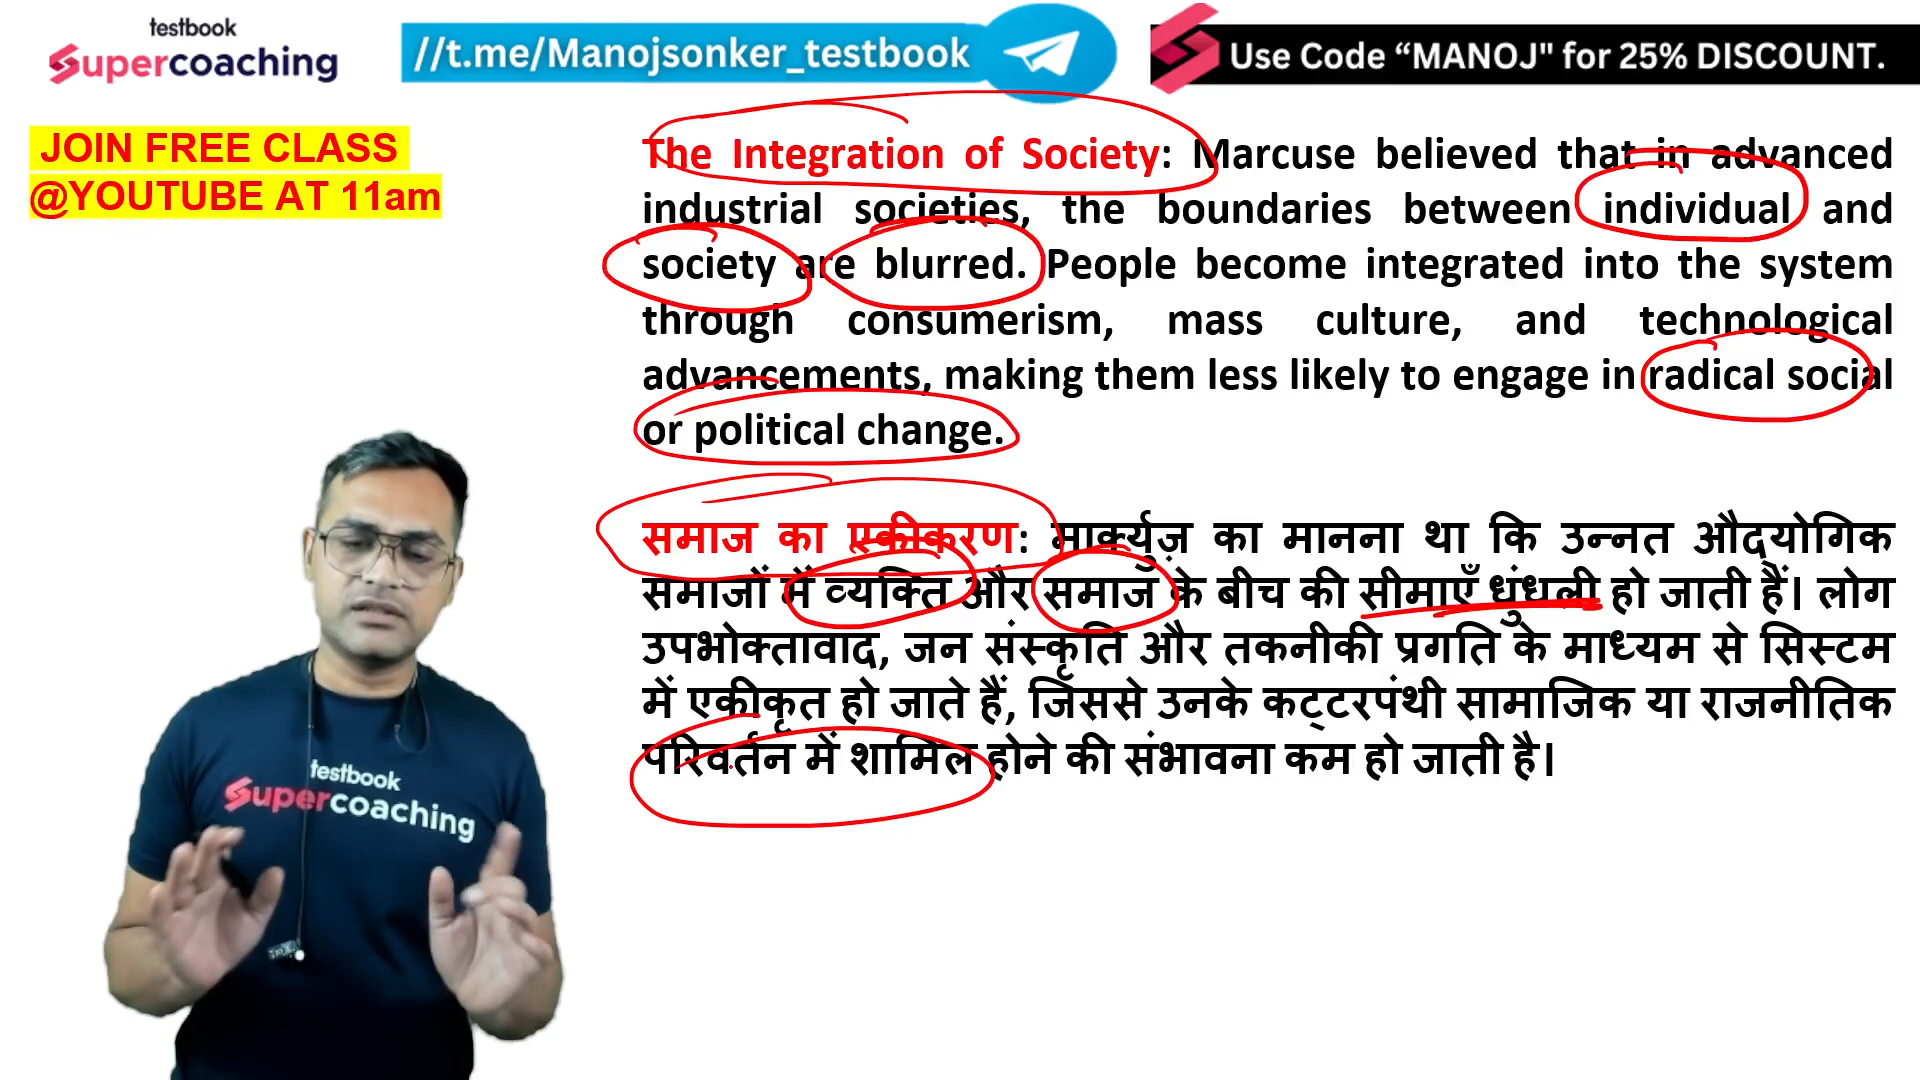 testbook
Supercoaching
//t.me/Manojsonker_testbook
Use Code “MANOJ" for 25% DISCOUNT.
JOIN FREE CLASS
@YOUTUBE AT 11am
The Integration of Society: Marcuse believed that in advanced
industrial societies, the boundaries between individual and
society are blurred. People become integrated into the system
through consumerism, mass culture, and technological
advancements, making them less likely to engage in radical social
or political change.
समाज का एकीकरण: मार्क्युज़ का मानना था कि उन्नत औद्योगिक
समाजों में व्यक्ति और समाज के बीच की सीमाएँ धुंधली हो जाती हैं। लोग
उपभोक्तावाद, जन संस्कृति और तकनीकी प्रगति के माध्यम से सिस्टम
में एकीकृत हो जाते हैं, जिससे उनके कट्टरपंथी सामाजिक या राजनीतिक
परिवर्तन में शामिल होने की संभावना कम हो जाती है।
testbook
Supercoaching